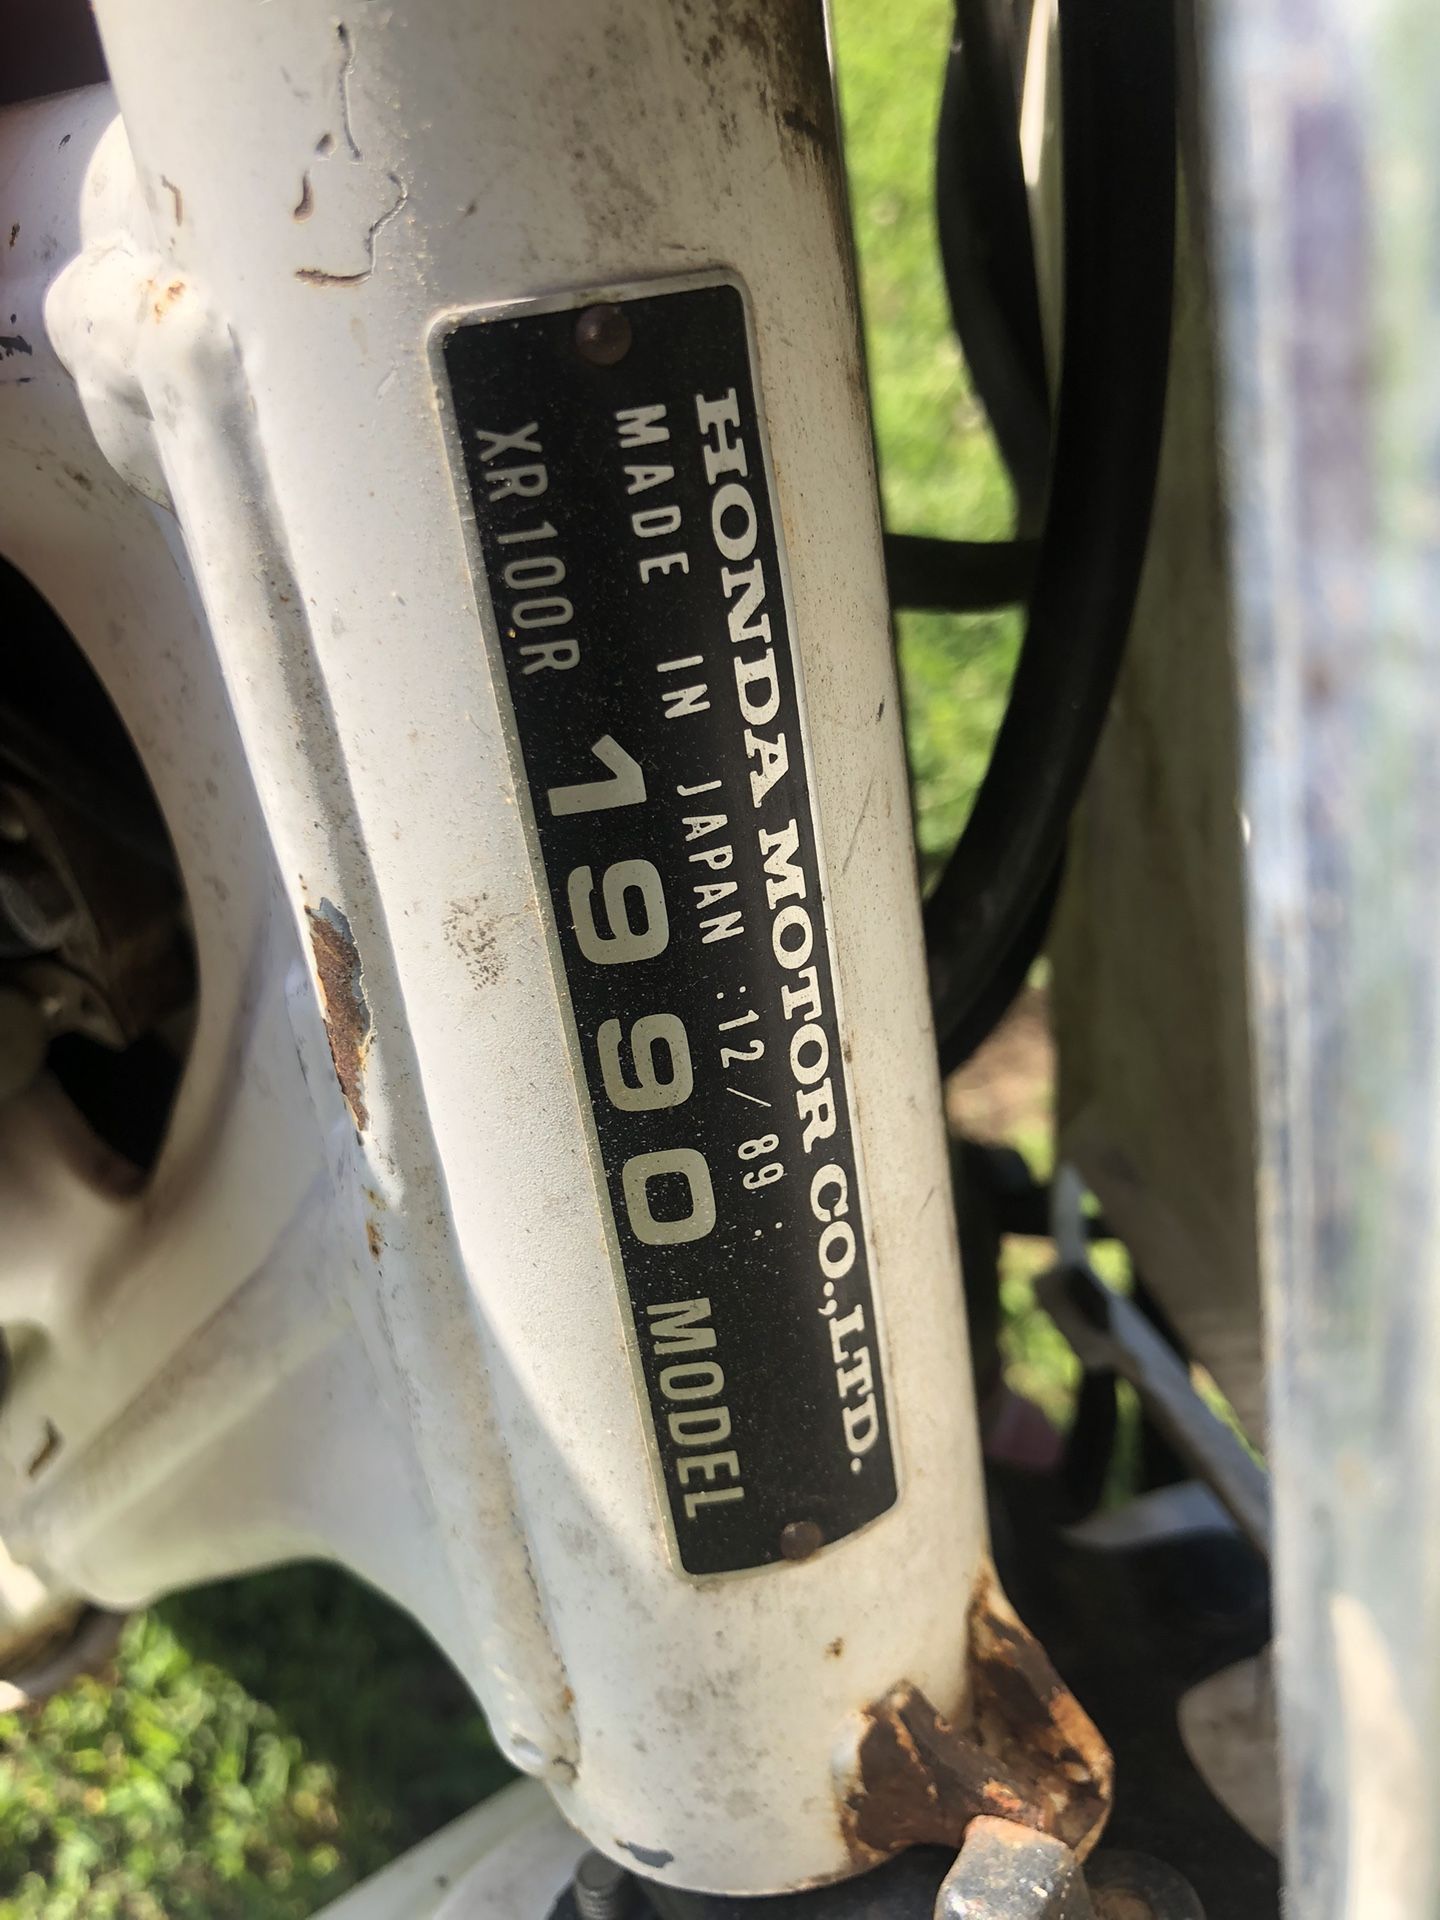 HONDA MOTOR CO.,LTD.
MADE IN JAPAN :12/89:
XR100R 1990 MODEL